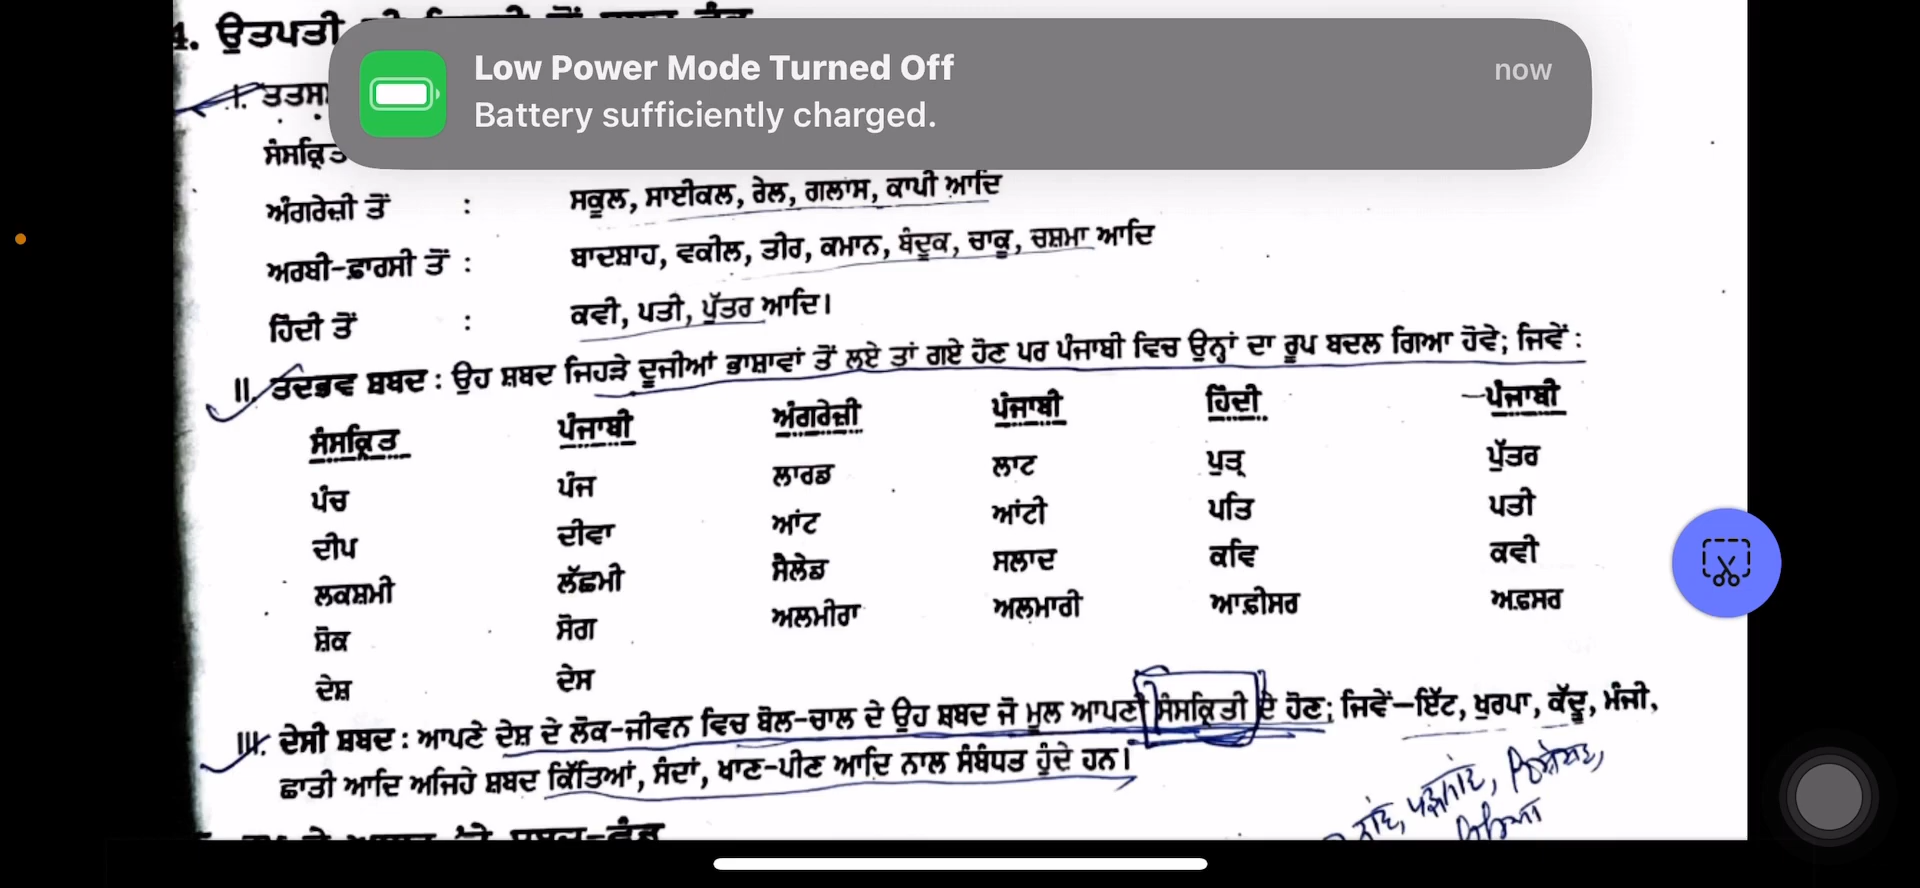 4. ਉਤਪਤੀ
Low Power Mode Turned Off
now
Battery sufficiently charged.
I. ਤਤਸਮ
ਸੰਸਕ੍ਰਿਤ
ਅੰਗਰੇਜ਼ੀ ਤੋਂ : ਸਕੂਲ, ਸਾਈਕਲ, ਰੇਲ, ਗਲਾਸ, ਕਾਪੀ ਆਦਿ
ਅਰਬੀ-ਫ਼ਾਰਸੀ ਤੋਂ : ਬਾਦਸ਼ਾਹ, ਵਕੀਲ, ਤੀਰ, ਕਮਾਨ, ਬੰਦੂਕ, ਚਾਕੂ, ਚਸ਼ਮਾ ਆਦਿ
ਹਿੰਦੀ ਤੋਂ : ਕਵੀ, ਪਤੀ, ਪੁੱਤਰ ਆਦਿ।
II. ਤਦਭਵ ਸ਼ਬਦ : ਉਹ ਸ਼ਬਦ ਜਿਹੜੇ ਦੂਜੀਆਂ ਭਾਸ਼ਾਵਾਂ ਤੋਂ ਲਏ ਤਾਂ ਗਏ ਹੋਣ ਪਰ ਪੰਜਾਬੀ ਵਿਚ ਉਨ੍ਹਾਂ ਦਾ ਰੂਪ ਬਦਲ ਗਿਆ ਹੋਵੇ; ਜਿਵੇਂ :
ਸੰਸਕ੍ਰਿਤ ਪੰਜਾਬੀ ਅੰਗਰੇਜ਼ੀ ਪੰਜਾਬੀ ਹਿੰਦੀ ਪੰਜਾਬੀ
ਪੰਚ ਪੰਜ ਲਾਰਡ ਲਾਟ ਪੁਤ੍ਰ ਪੁੱਤਰ
ਦੀਪ ਦੀਵਾ ਆਂਟ ਆਂਟੀ ਪਤਿ ਪਤੀ
ਲਕਸ਼ਮੀ ਲੱਛਮੀ ਸੈਲੇਡ ਸਲਾਦ ਕਵਿ ਕਵੀ
ਸ਼ੋਕ ਸੋਗ ਅਲਮੀਰਾ ਅਲਮਾਰੀ ਆਫ਼ੀਸਰ ਅਫ਼ਸਰ
ਦੇਸ਼ ਦੇਸ
III. ਦੇਸੀ ਸ਼ਬਦ : ਆਪਣੇ ਦੇਸ਼ ਦੇ ਲੋਕ-ਜੀਵਨ ਵਿਚ ਬੋਲ-ਚਾਲ ਦੇ ਉਹ ਸ਼ਬਦ ਜੋ ਮੂਲ ਆਪਣੀ ਸੰਸਕ੍ਰਿਤੀ ਦੇ ਹੋਣ; ਜਿਵੇਂ—ਇੱਟ, ਖੁਰਪਾ, ਕੱਦੂ, ਮੰਜੀ,
ਛਾਤੀ ਆਦਿ ਅਜਿਹੇ ਸ਼ਬਦ ਕਿੱਤਿਆਂ, ਸੰਦਾਂ, ਖਾਣ-ਪੀਣ ਆਦਿ ਨਾਲ ਸੰਬੰਧਤ ਹੁੰਦੇ ਹਨ।